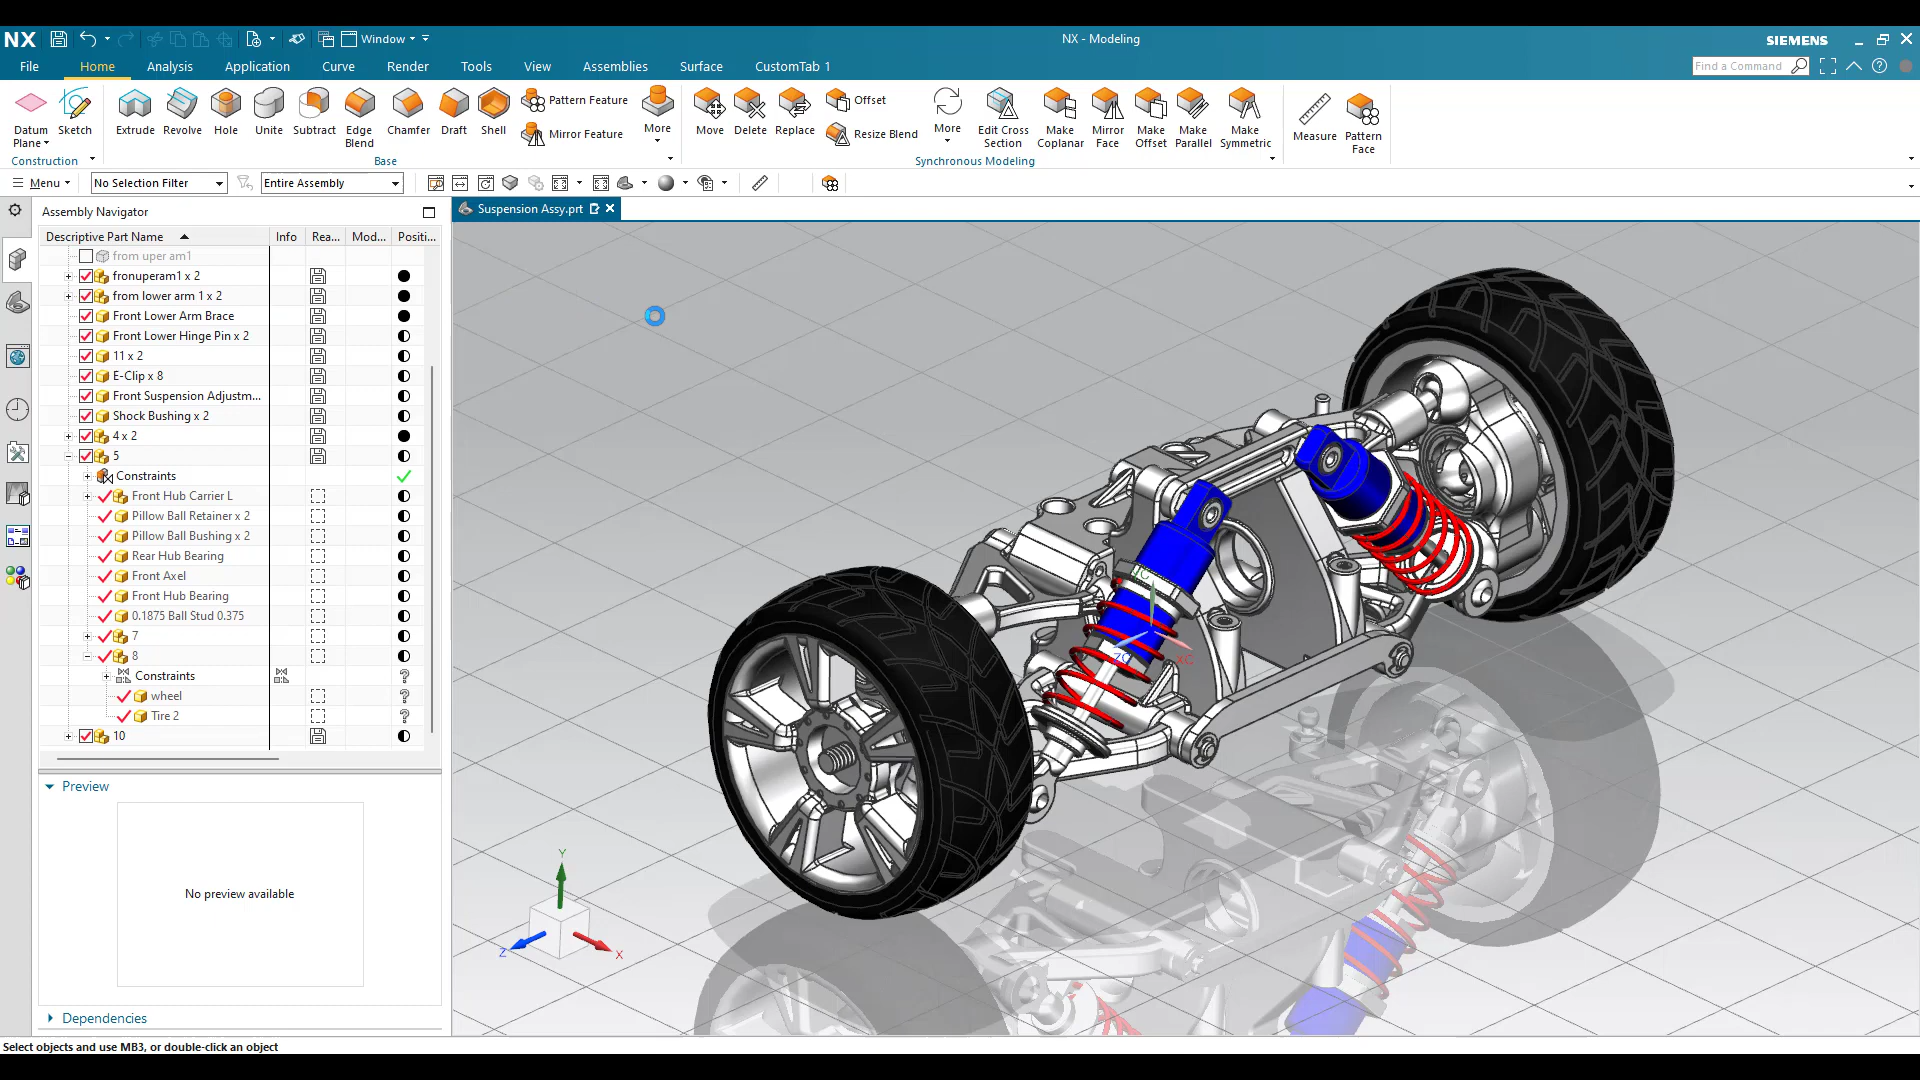 NX
Window
NX - Modeling
SIEMENS
File Home Analysis Application Curve Render Tools View Assemblies Surface CustomTab 1
Find a Command
Datum Plane
Sketch
Extrude
Revolve
Hole
Unite
Subtract
Edge Blend
Chamfer
Draft
Shell
Pattern Feature
Mirror Feature
More
Move
Delete
Replace
Offset
Resize Blend
More
Edit Cross Section
Make Coplanar
Mirror Face
Make Offset
Make Parallel
Make Symmetric
Measure
Pattern Face
Construction
Base
Synchronous Modeling
Menu
No Selection Filter
Entire Assembly
Assembly Navigator
Suspension Assy.prt
Descriptive Part Name Info Rea... Mod... Positi...
from uper am1
fronuperam1 x 2
from lower arm 1 x 2
Front Lower Arm Brace
Front Lower Hinge Pin x 2
11 x 2
E-Clip x 8
Front Suspension Adjustm...
Shock Bushing x 2
4 x 2
5
Constraints
Front Hub Carrier L
Pillow Ball Retainer x 2
Pillow Ball Bushing x 2
Rear Hub Bearing
Front Axel
Front Hub Bearing
0.1875 Ball Stud 0.375
7
8
Constraints
wheel
Tire 2
10
Preview
No preview available
Dependencies
XC
Y
Z
X
Select objects and use MB3, or double-click an object